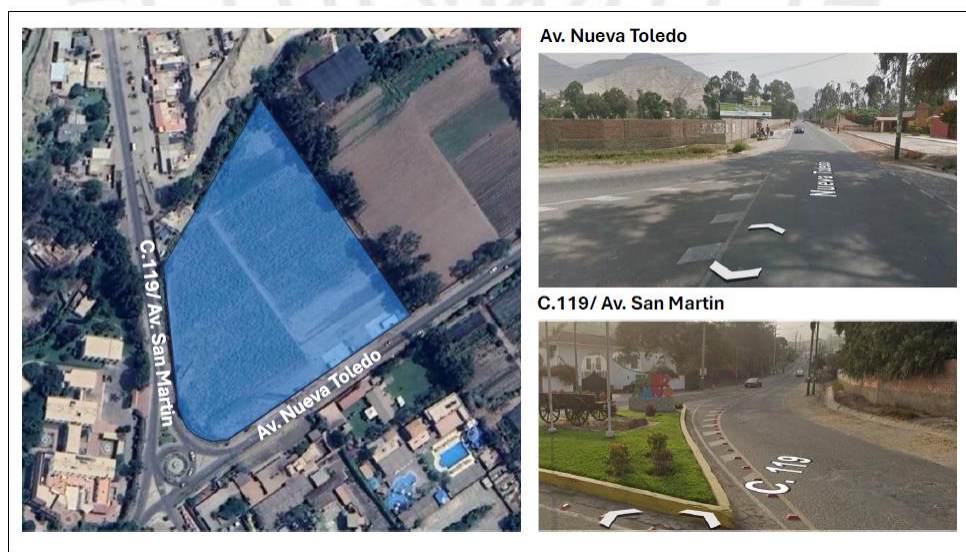 C.119/ Av. San Martin
Av. Nueva Toledo
Av. Nueva Toledo
Nueva Toledo
C.119/ Av. San Martin
C. 119